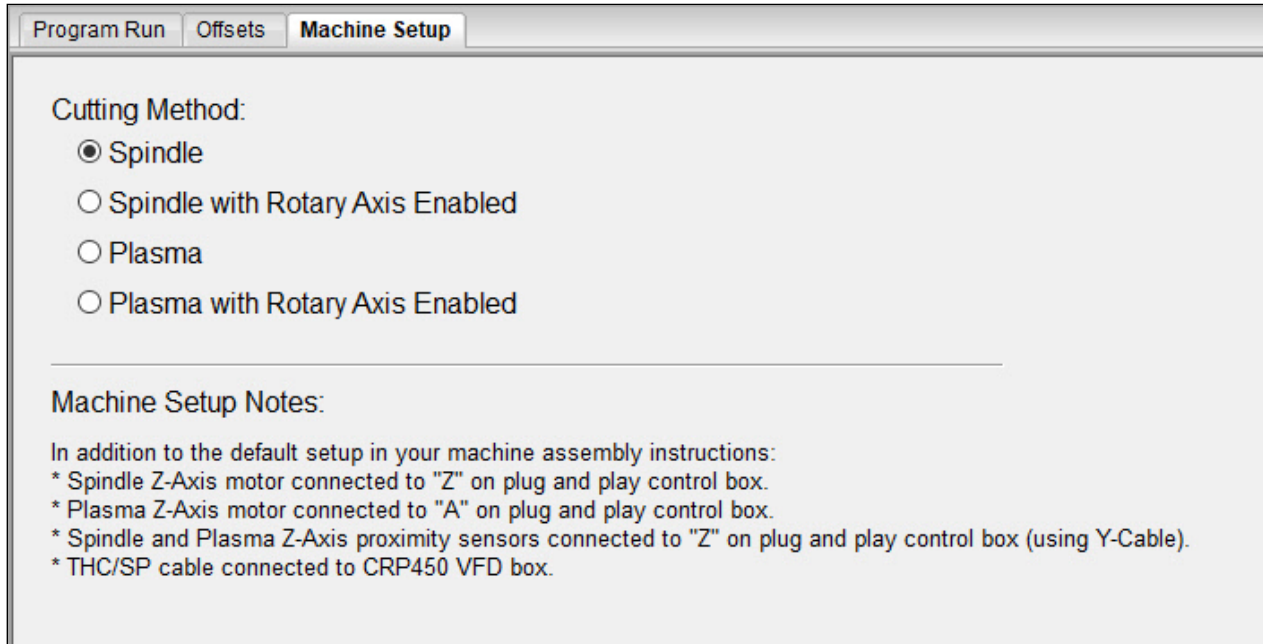 Program Run Offsets Machine Setup
Cutting Method:
Spindle
Spindle with Rotary Axis Enabled
Plasma
Plasma with Rotary Axis Enabled
Machine Setup Notes:
In addition to the default setup in your machine assembly instructions:
* Spindle Z-Axis motor connected to "Z" on plug and play control box.
* Plasma Z-Axis motor connected to "A" on plug and play control box.
* Spindle and Plasma Z-Axis proximity sensors connected to "Z" on plug and play control box (using Y-Cable).
* THC/SP cable connected to CRP450 VFD box.